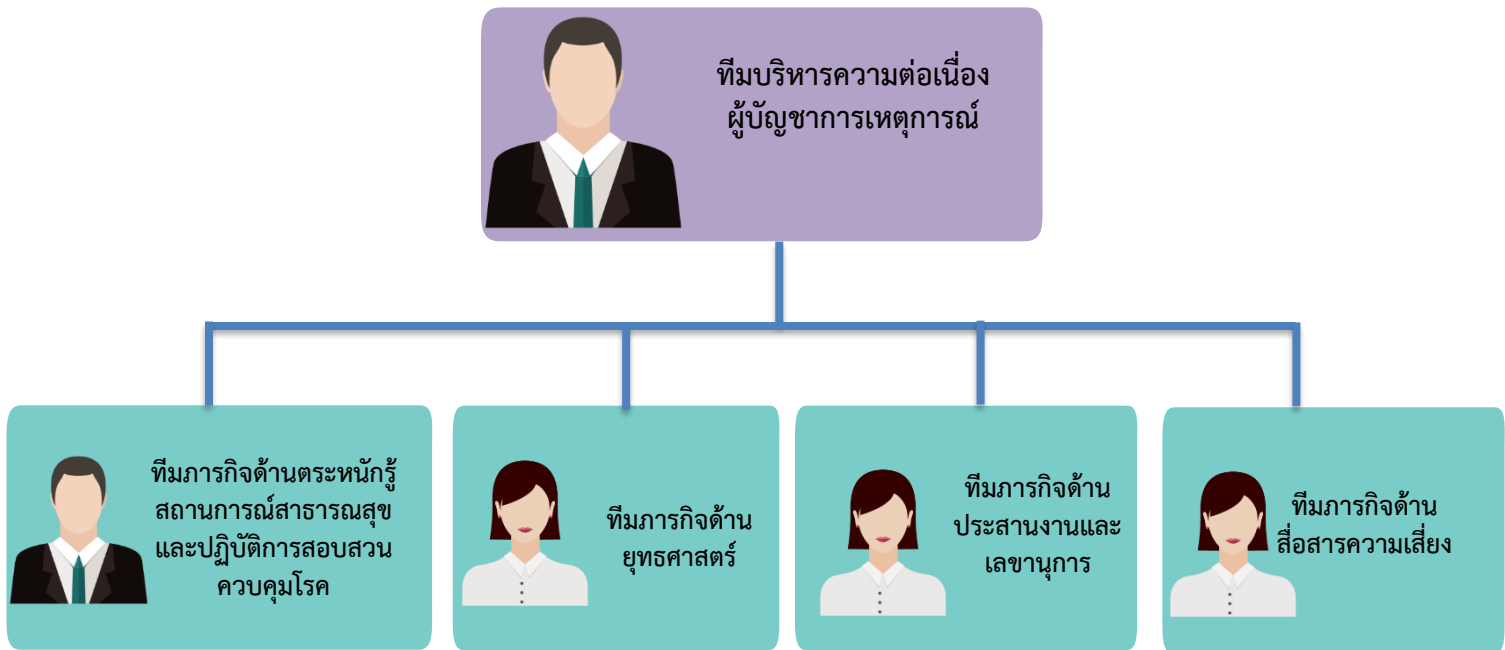 ทีมบริหารความต่อเนื่อง
ผู้บัญชาการเหตุการณ์
ทีมภารกิจด้านตระหนักรู้
สถานการณ์สาธารณสุข
และปฏิบัติการสอบสวน
ควบคุมโรค
ทีมภารกิจด้าน
ยุทธศาสตร์
ทีมภารกิจด้าน
ประสานงานและ
เลขานุการ
ทีมภารกิจด้าน
สื่อสารความเสี่ยง